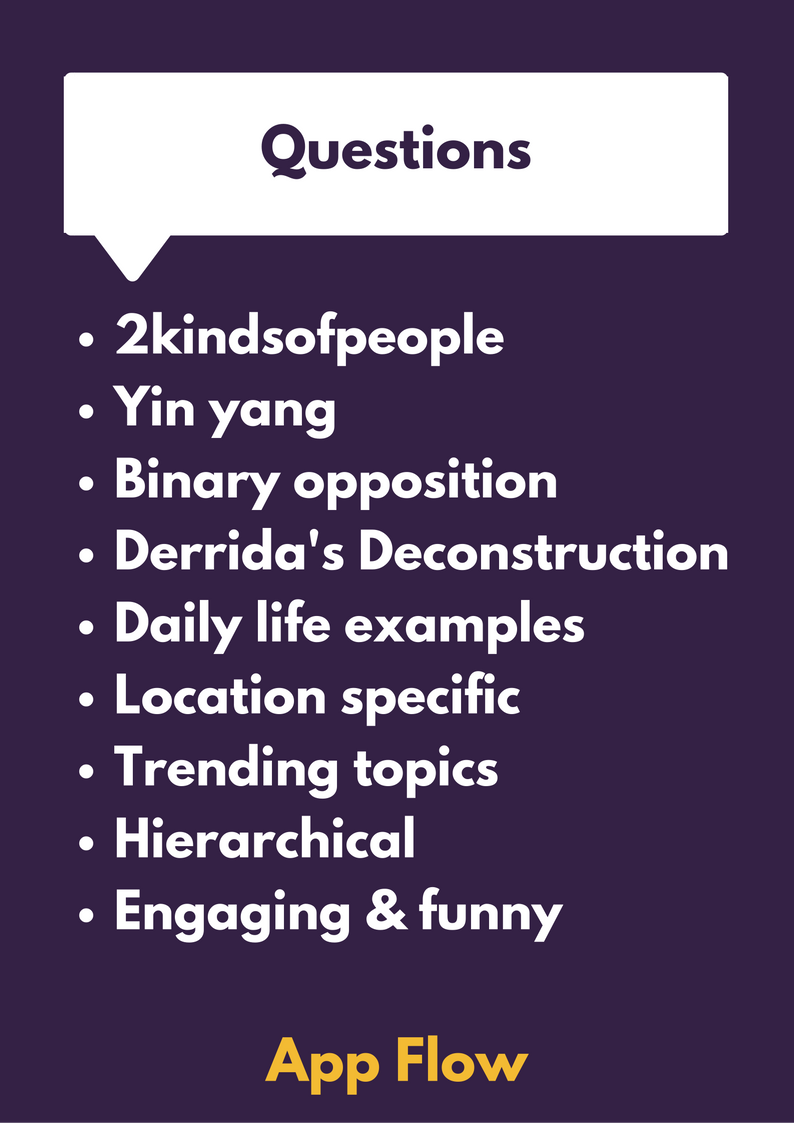 Questions
• 2kindsofpeople
• Yin yang
• Binary opposition
• Derrida's Deconstruction
• Daily life examples
• Location specific
• Trending topics
• Hierarchical
• Engaging & funny
App Flow